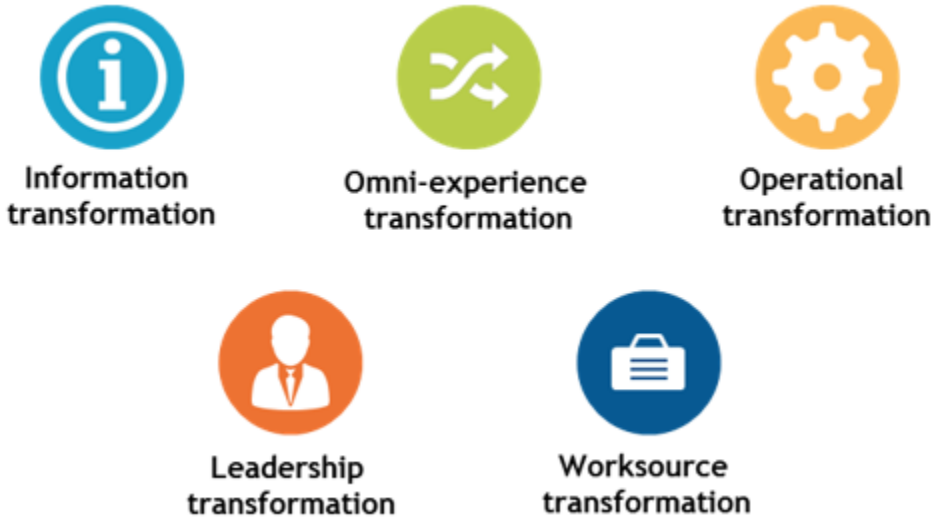 Information
transformation
Omni-experience
transformation
Operational
transformation
Leadership
transformation
Worksource
transformation